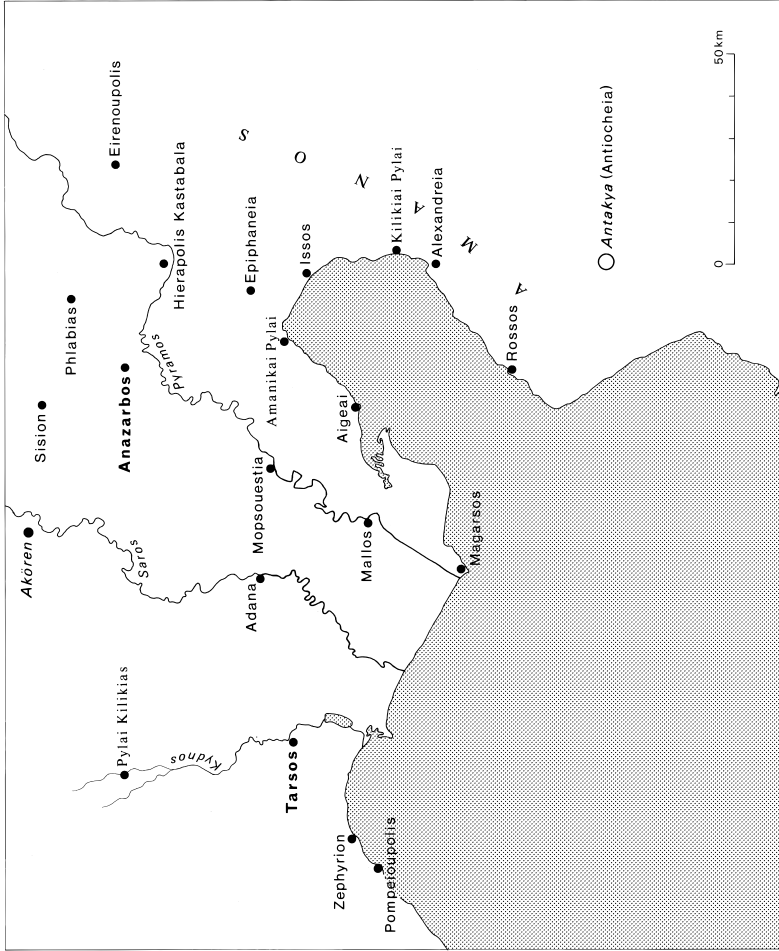 Eirenoupolis
Hierapolis Kastabala
Phlabias
Sision
Anazarbos
Pyramos
Epiphaneia
Issos
Kilikiai Pylai
Alexandreia
AMANOS
Rossos
Antakya (Antiocheia)
0
50 km
Amanikai Pylai
Aigeai
Mopsouestia
Mallos
Magarsos
Akören
Saros
Adana
Pylai Kilikias
Kydnos
Tarsos
Zephyrion
Pompeioupolis